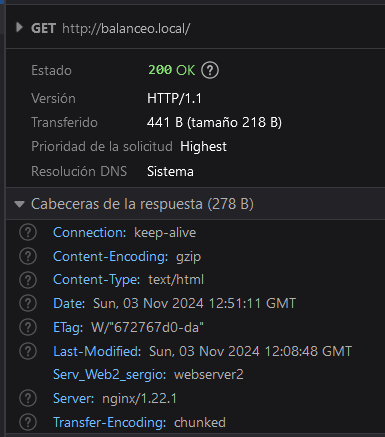 GET http://balanceo.local/
Estado 200 OK ?
Versión HTTP/1.1
Transferido 441 B (tamaño 218 B)
Prioridad de la solicitud Highest
Resolución DNS Sistema
Cabeceras de la respuesta (278 B)
? Connection: keep-alive
? Content-Encoding: gzip
? Content-Type: text/html
? Date: Sun, 03 Nov 2024 12:51:11 GMT
? ETag: W/"672767d0-da"
? Last-Modified: Sun, 03 Nov 2024 12:08:48 GMT
Serv_Web2_sergio: webserver2
? Server: nginx/1.22.1
? Transfer-Encoding: chunked